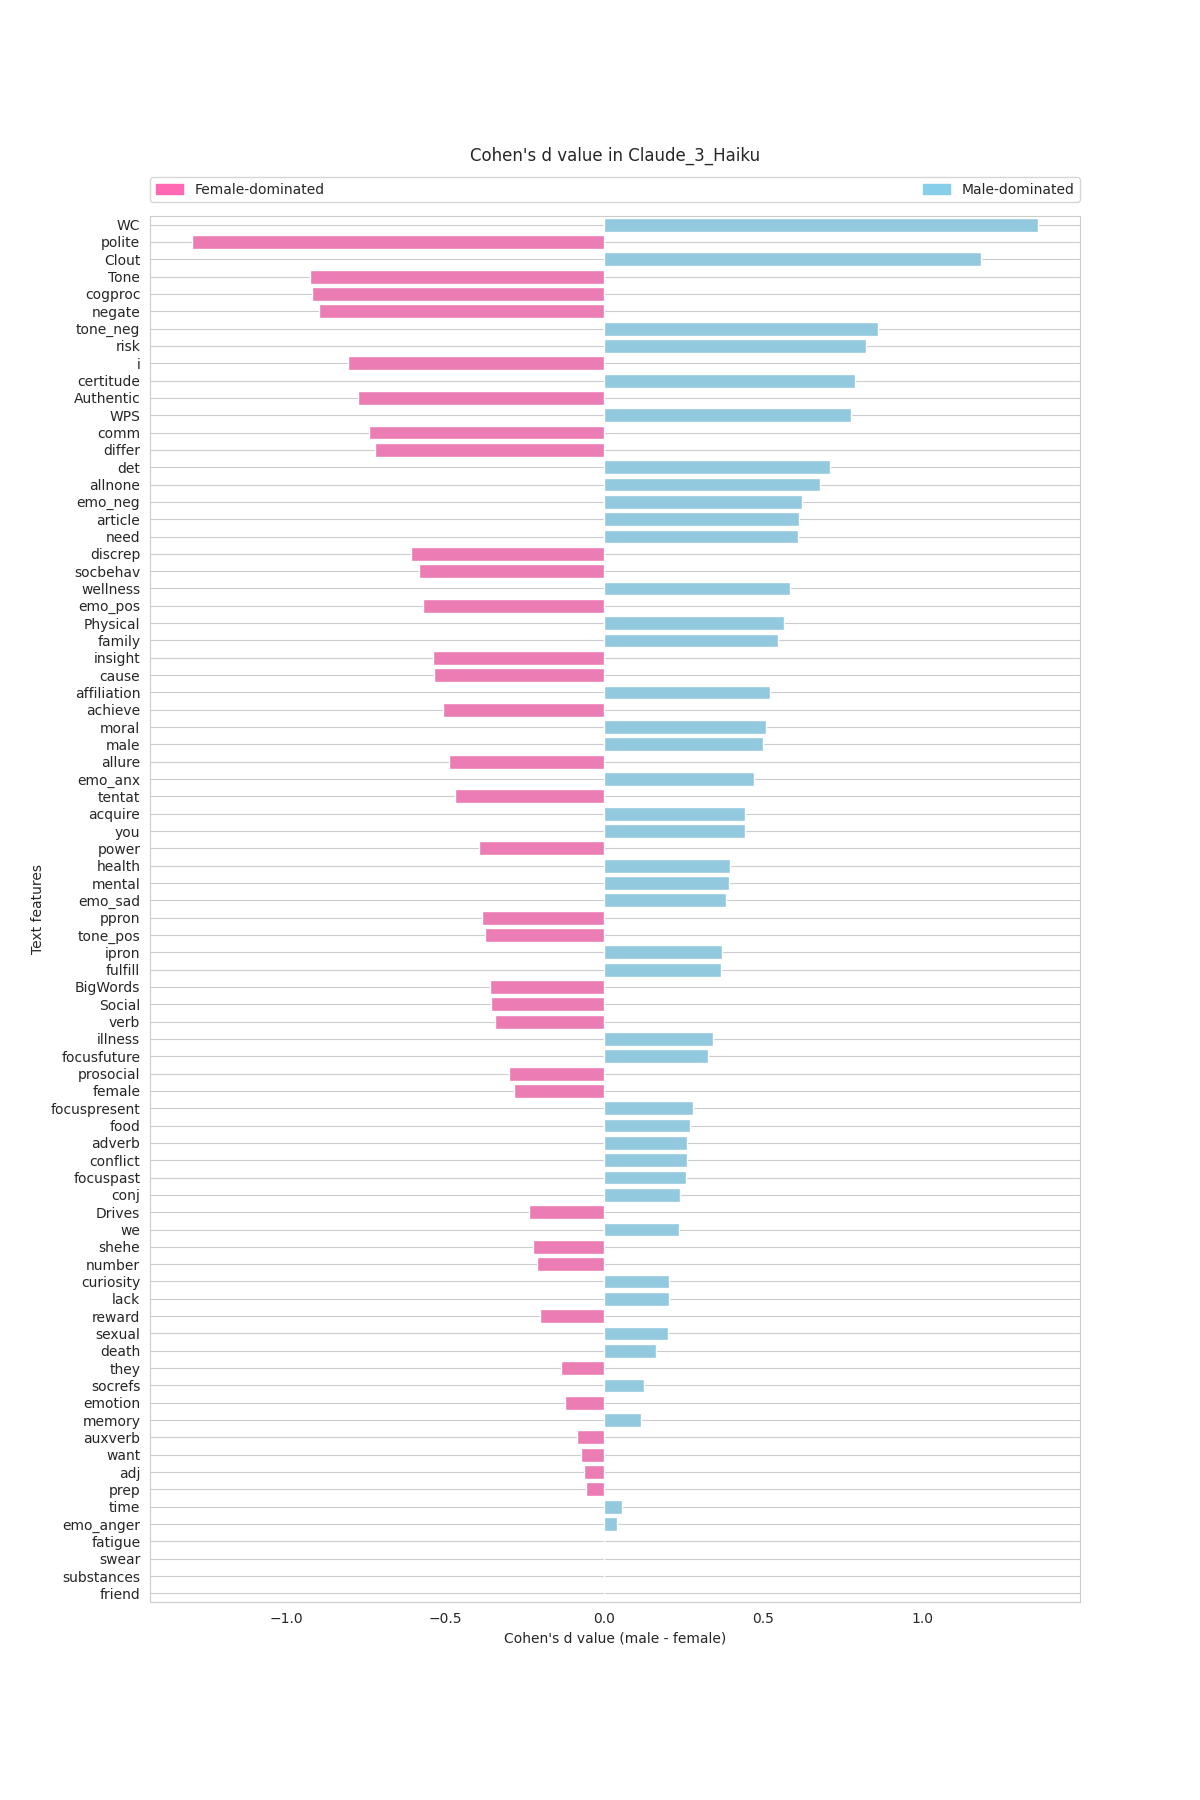 Cohen's d value in Claude_3_Haiku
Female-dominated
Male-dominated
WC
polite
Clout
Tone
cogproc
negate
tone_neg
risk
i
certitude
Authentic
WPS
comm
differ
det
allnone
emo_neg
article
need
discrep
socbehav
wellness
emo_pos
Physical
family
insight
cause
affiliation
achieve
moral
male
allure
emo_anx
tentat
acquire
you
power
health
mental
emo_sad
ppron
tone_pos
ipron
fulfill
BigWords
Social
verb
illness
focusfuture
prosocial
female
focuspresent
food
adverb
conflict
focuspast
conj
Drives
we
shehe
number
curiosity
lack
reward
sexual
death
they
socrefs
emotion
memory
auxverb
want
adj
prep
time
emo_anger
fatigue
swear
substances
friend
Text features
−1.0 −0.5 0.0 0.5 1.0
Cohen's d value (male - female)